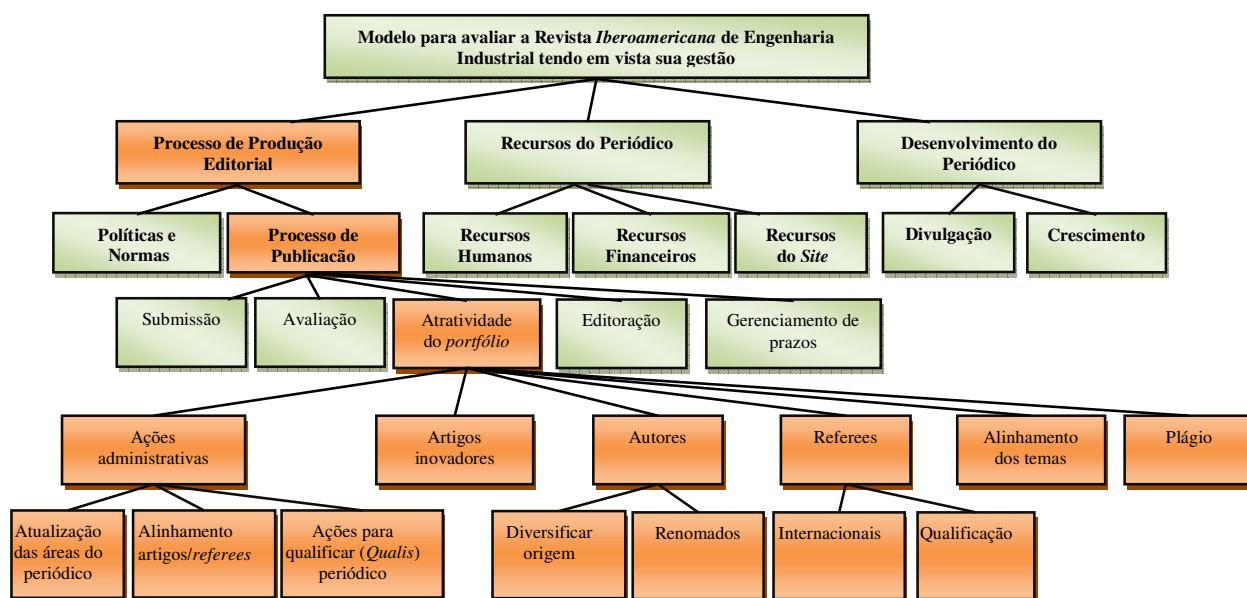 Modelo para avaliar a Revista Iberoamericana de Engenharia
Industrial tendo em vista sua gestão
Processo de Produção
Editorial
Recursos do Periódico
Desenvolvimento do
Periódico
Políticas e
Normas
Processo de
Publicacão
Recursos
Humanos
Recursos
Financeiros
Recursos
do Site
Divulgação
Crescimento
Submissão
Avaliação
Atratividade
do portfólio
Editoração
Gerenciamento de
prazos
Ações
administrativas
Artigos
inovadores
Autores
Referees
Alinhamento
dos temas
Plágio
Atualização
das áreas do
periódico
Alinhamento
artigos/referees
Ações para
qualificar (Qualis)
periódico
Diversificar
origem
Renomados
Internacionais
Qualificação